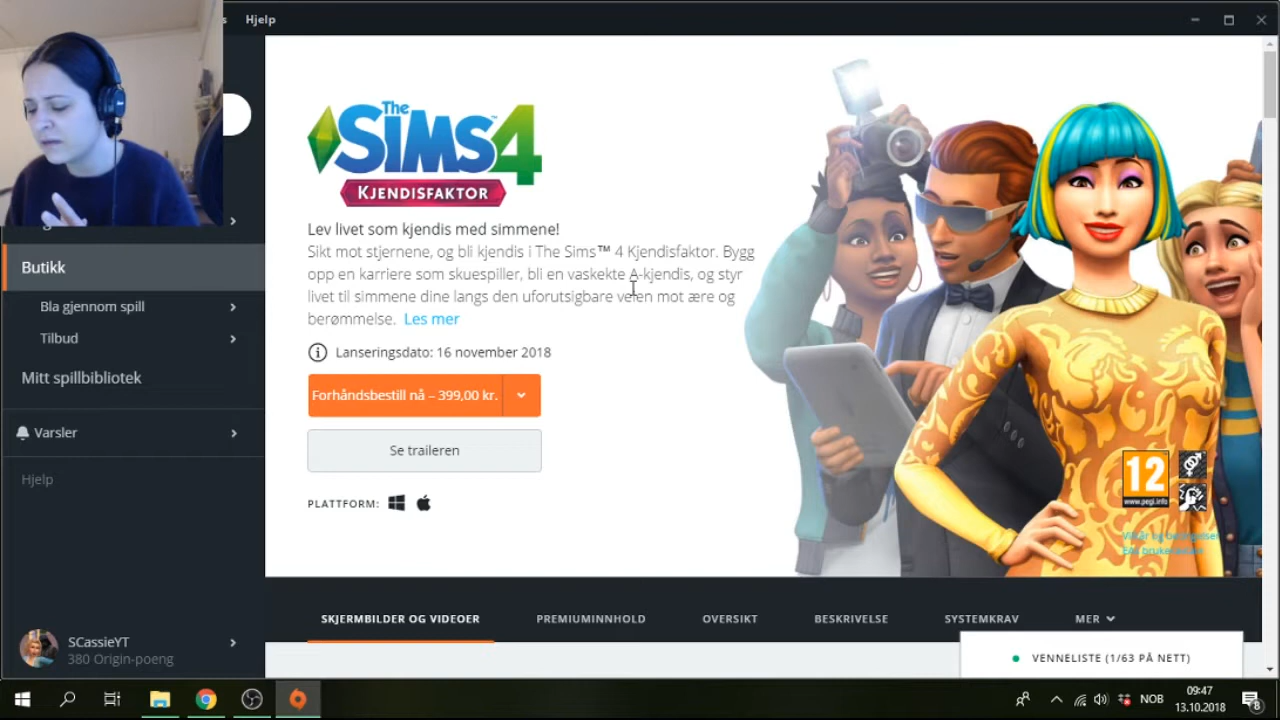 Hjelp
The SiMS 4
KJENDISFAKTOR
Lev livet som kjendis med simmene!
Sikt mot stjernene, og bli kjendis i The Sims™ 4 Kjendisfaktor. Bygg
opp en karriere som skuespiller, bli en vaskekte A-kjendis, og styr
livet til simmene dine langs den uforutsigbare veien mot ære og
berømmelse. Les mer
Lanseringsdato: 16 november 2018
Forhåndsbestill nå – 399,00 kr.
Se traileren
PLATTFORM:
12
www.pegi.info
Butikk
Bla gjennom spill
Tilbud
Mitt spillbibliotek
Varsler
Hjelp
SCassieYT
380 Origin-poeng
SKJERMBILDER OG VIDEOER
PREMIUMINNHOLD
OVERSIKT
BESKRIVELSE
SYSTEMKRAV
MER
VENNELISTE (1/63 PÅ NETT)
NOB
09:47
13.10.2018
8